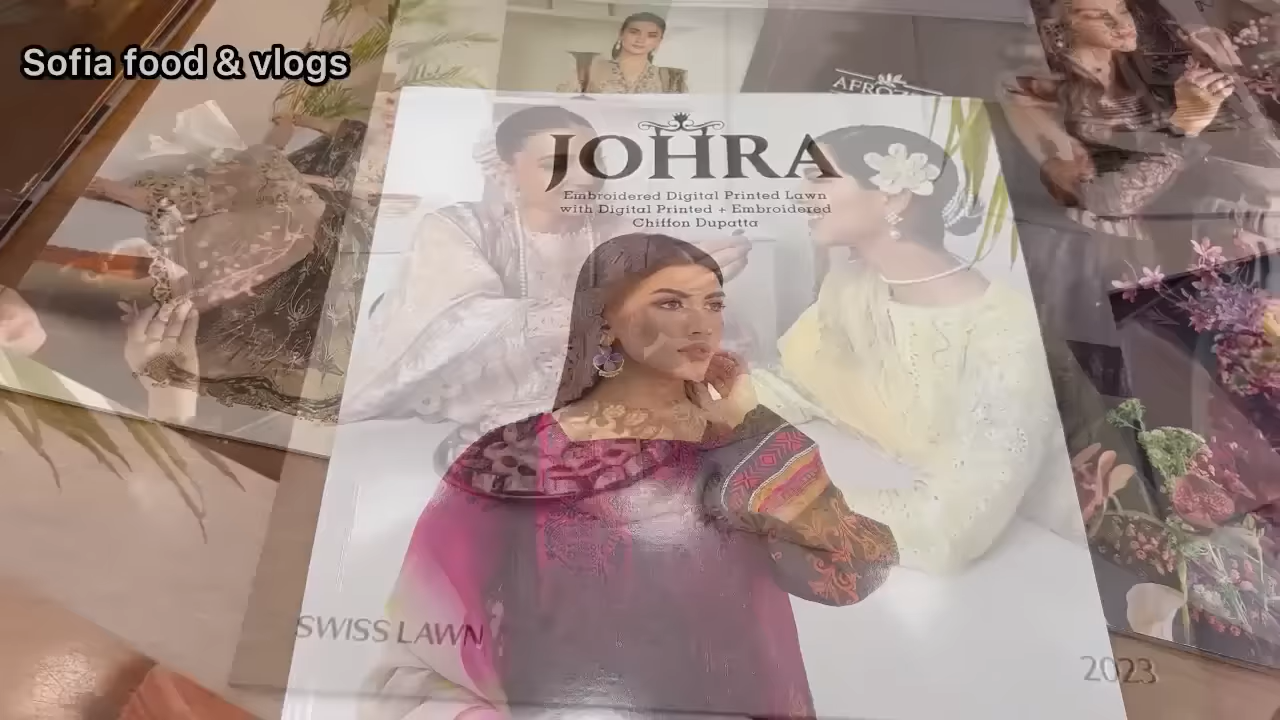 Sofia food & vlogs
JOHRA
Embroidered Digital Printed Lawn
with Digital Printed + Embroidered
Chiffon Dupatta
SWISS LAWN
2023